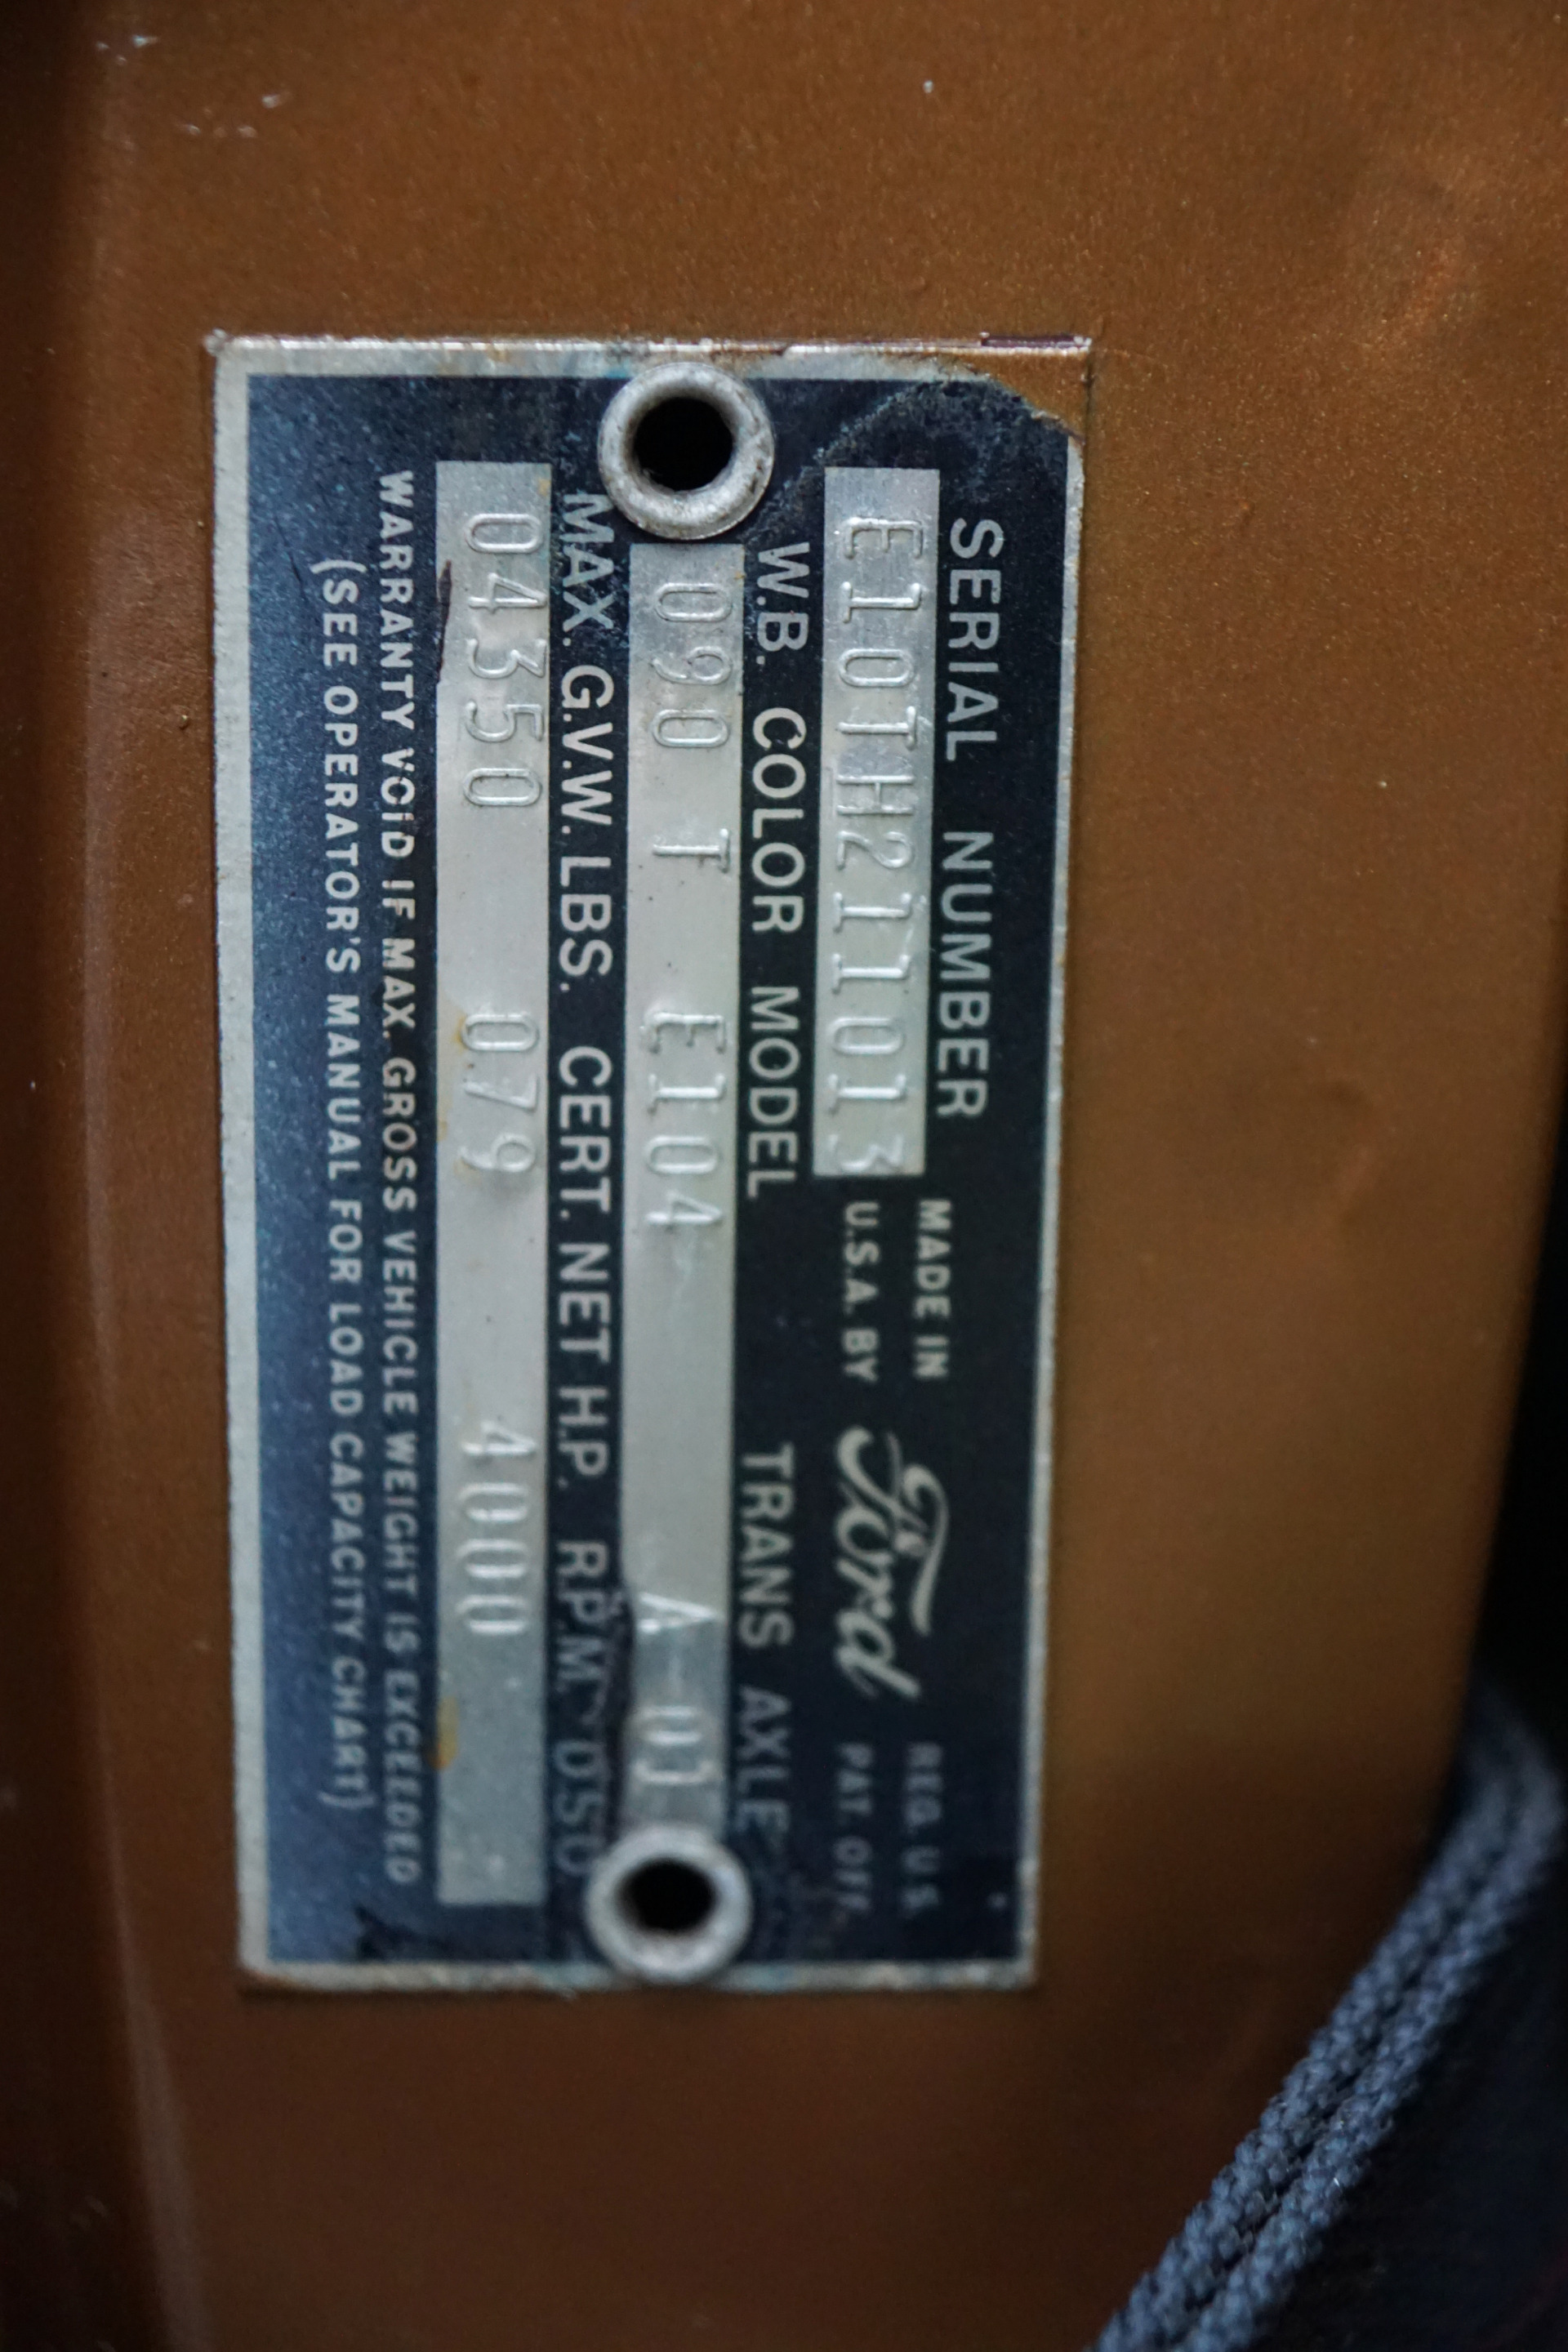 SERIAL NUMBER
E10TH211013
MADE IN
U.S.A. BY
Ford
REG. U.S.
PAT. OFF.
W.B. COLOR MODEL TRANS AXLE
090 T E104 A 01
MAX. G.V.W. LBS. CERT. NET H.P. R.P.M. DSO
04350 079 4000
WARRANTY VOID IF MAX. GROSS VEHICLE WEIGHT IS EXCEEDED
(SEE OPERATOR'S MANUAL FOR LOAD CAPACITY CHART)